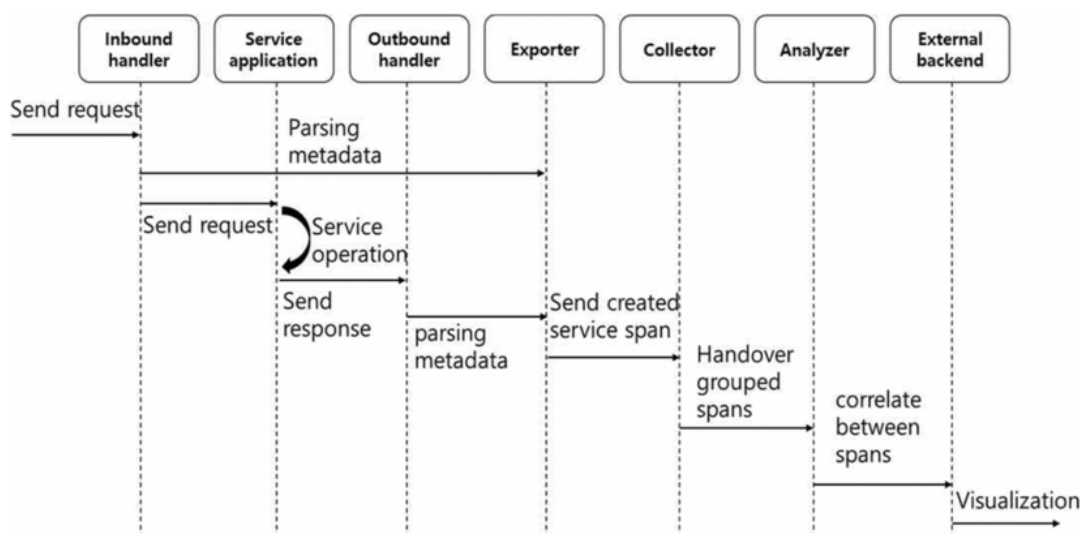 Inbound
handler
Service
application
Outbound
handler
Exporter
Collector
Analyzer
External
backend
Send request
Parsing
metadata
Send request
Service
operation
Send
response
parsing
metadata
Send created
service span
Handover
grouped
spans
correlate
between
spans
Visualization